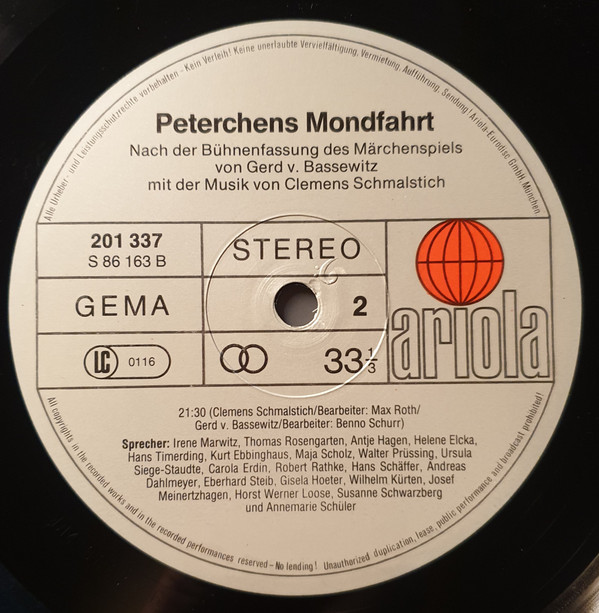 Alle Urheber- und Leistungsschutzrechte vorbehalten - Kein Verleih! Keine unerlaubte Vervielfältigung, Vermietung, Aufführung, Sendung! Ariola-Eurodisc GmbH, München
Peterchens Mondfahrt
Nach der Bühnenfassung des Märchenspiels
von Gerd v. Bassewitz
mit der Musik von Clemens Schmalstich
201 337
S 86 163 B
STEREO
GEMA
2
LC 0116
33 1/3
ariola
21:30 (Clemens Schmalstich/Bearbeiter: Max Roth/
Gerd v. Bassewitz/Bearbeiter: Benno Schurr)
Sprecher: Irene Marwitz, Thomas Rosengarten, Antje Hagen, Helene Elcka,
Hans Timerding, Kurt Ebbinghaus, Maja Scholz, Walter Prüssing, Ursula
Siege-Staudte, Carola Erdin, Robert Rathke, Hans Schäffer, Andreas
Dahlmeyer, Eberhard Steib, Gisela Hoeter, Wilhelm Kürten, Josef
Meinertzhagen, Horst Werner Loose, Susanne Schwarzberg
und Annemarie Schüler
All copyrights in the recorded works and in the recorded performances reserved – No lending! Unauthorized duplication, lease, public performance and broadcast prohibited!